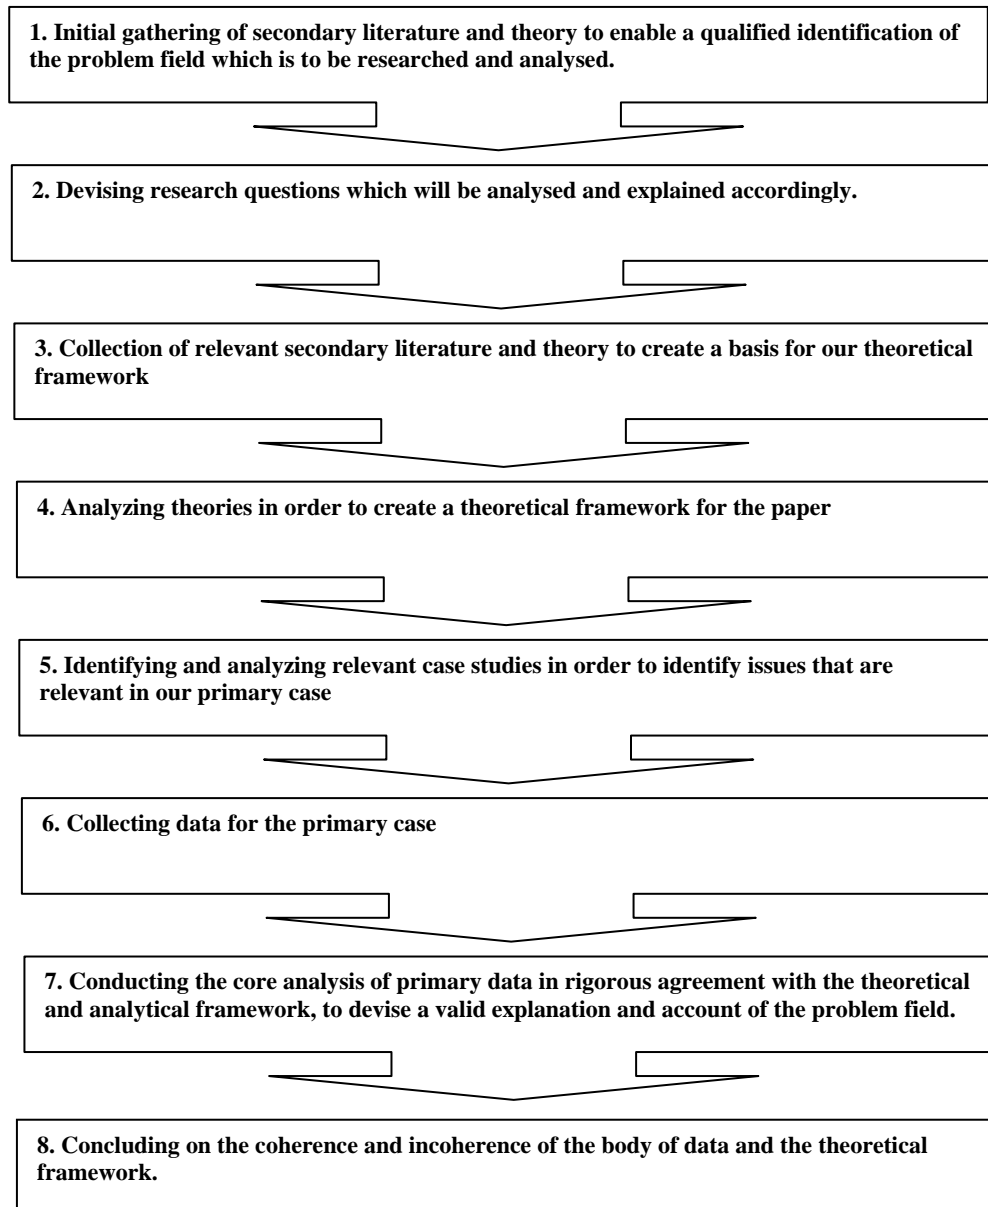 1. Initial gathering of secondary literature and theory to enable a qualified identification of
the problem field which is to be researched and analysed.
2. Devising research questions which will be analysed and explained accordingly.
3. Collection of relevant secondary literature and theory to create a basis for our theoretical
framework
4. Analyzing theories in order to create a theoretical framework for the paper
5. Identifying and analyzing relevant case studies in order to identify issues that are
relevant in our primary case
6. Collecting data for the primary case
7. Conducting the core analysis of primary data in rigorous agreement with the theoretical
and analytical framework, to devise a valid explanation and account of the problem field.
8. Concluding on the coherence and incoherence of the body of data and the theoretical
framework.